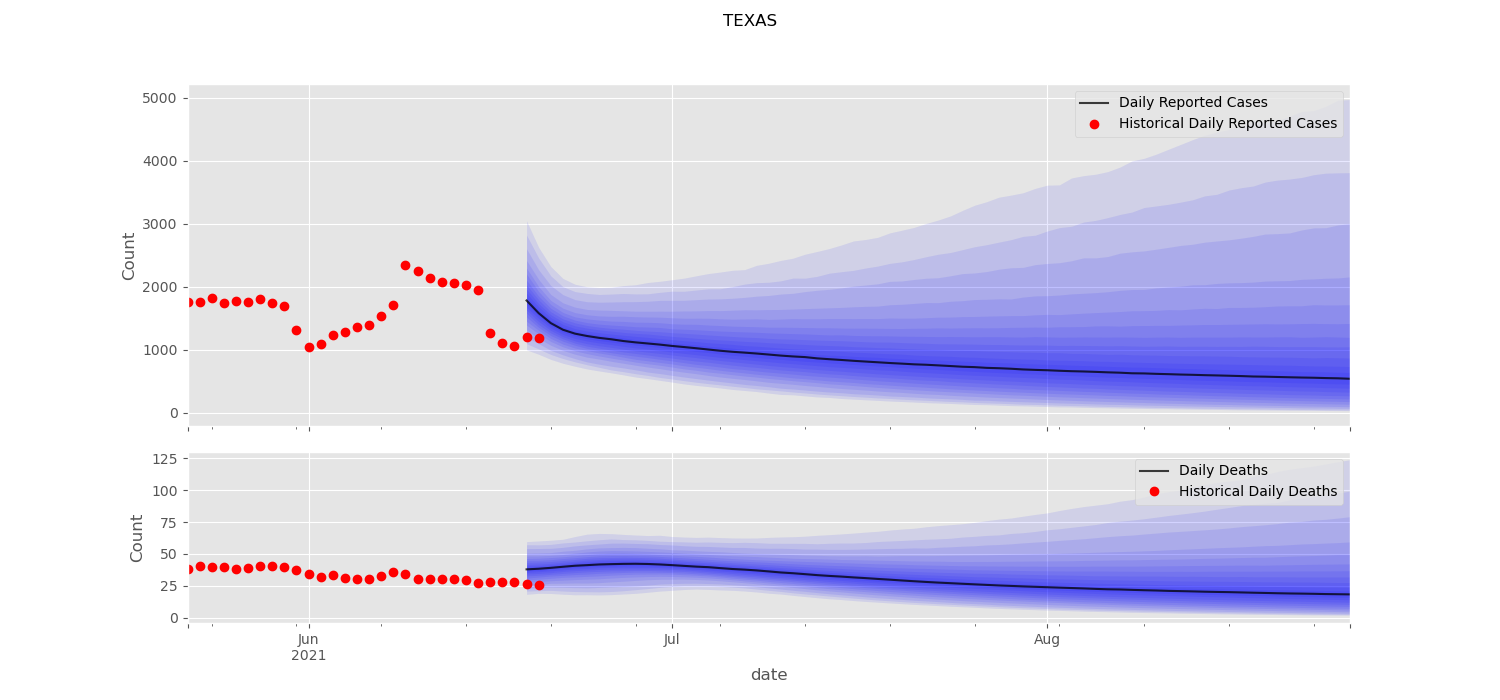 TEXAS
5000
4000
3000
2000
1000
0
Count
Daily Reported Cases
Historical Daily Reported Cases
125
100
75
50
25
0
Count
Daily Deaths
Historical Daily Deaths
Jun
2021
Jul
Aug
date